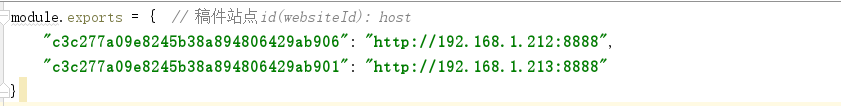 module.exports = {  // 稿件站点id(websiteId): host
    "c3c277a09e8245b38a894806429ab906": "http://192.168.1.212:8888",
    "c3c277a09e8245b38a894806429ab901": "http://192.168.1.213:8888"
}